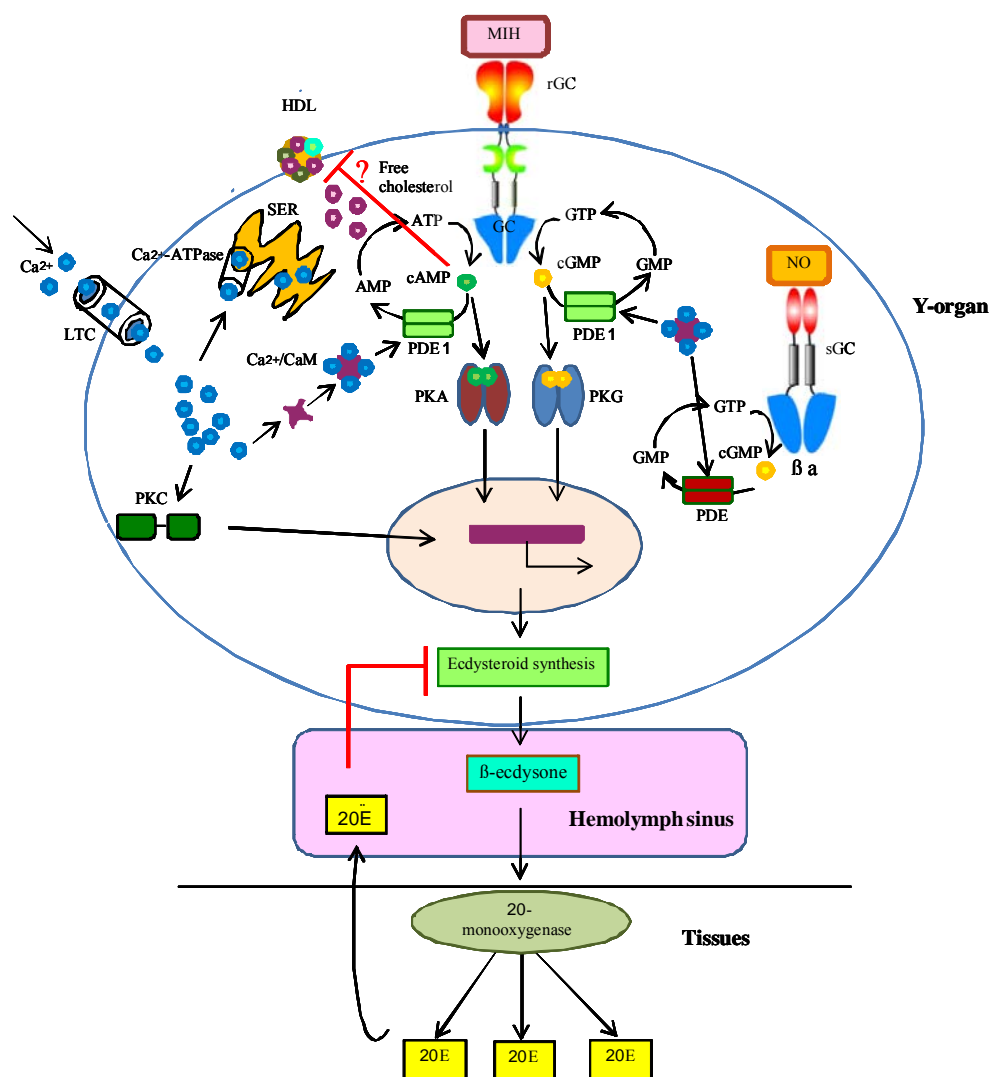 MIH
rGC
HDL
? Free
cholesterol
SER
ATP
GC
GTP
Ca²⁺-ATPase
Ca²⁺
AMP
cAMP
cGMP
GMP
NO
Y-organ
LTC
PDE 1
PDE 1
sGC
Ca²⁺/CaM
PKA
PKG
GTP
cGMP
GMP
ß a
PKC
PDE
Ecdysteroid synthesis
ß-ecdysone
20Ë
Hemolymph sinus
20-
monooxygenase
Tissues
20E
20E
20E